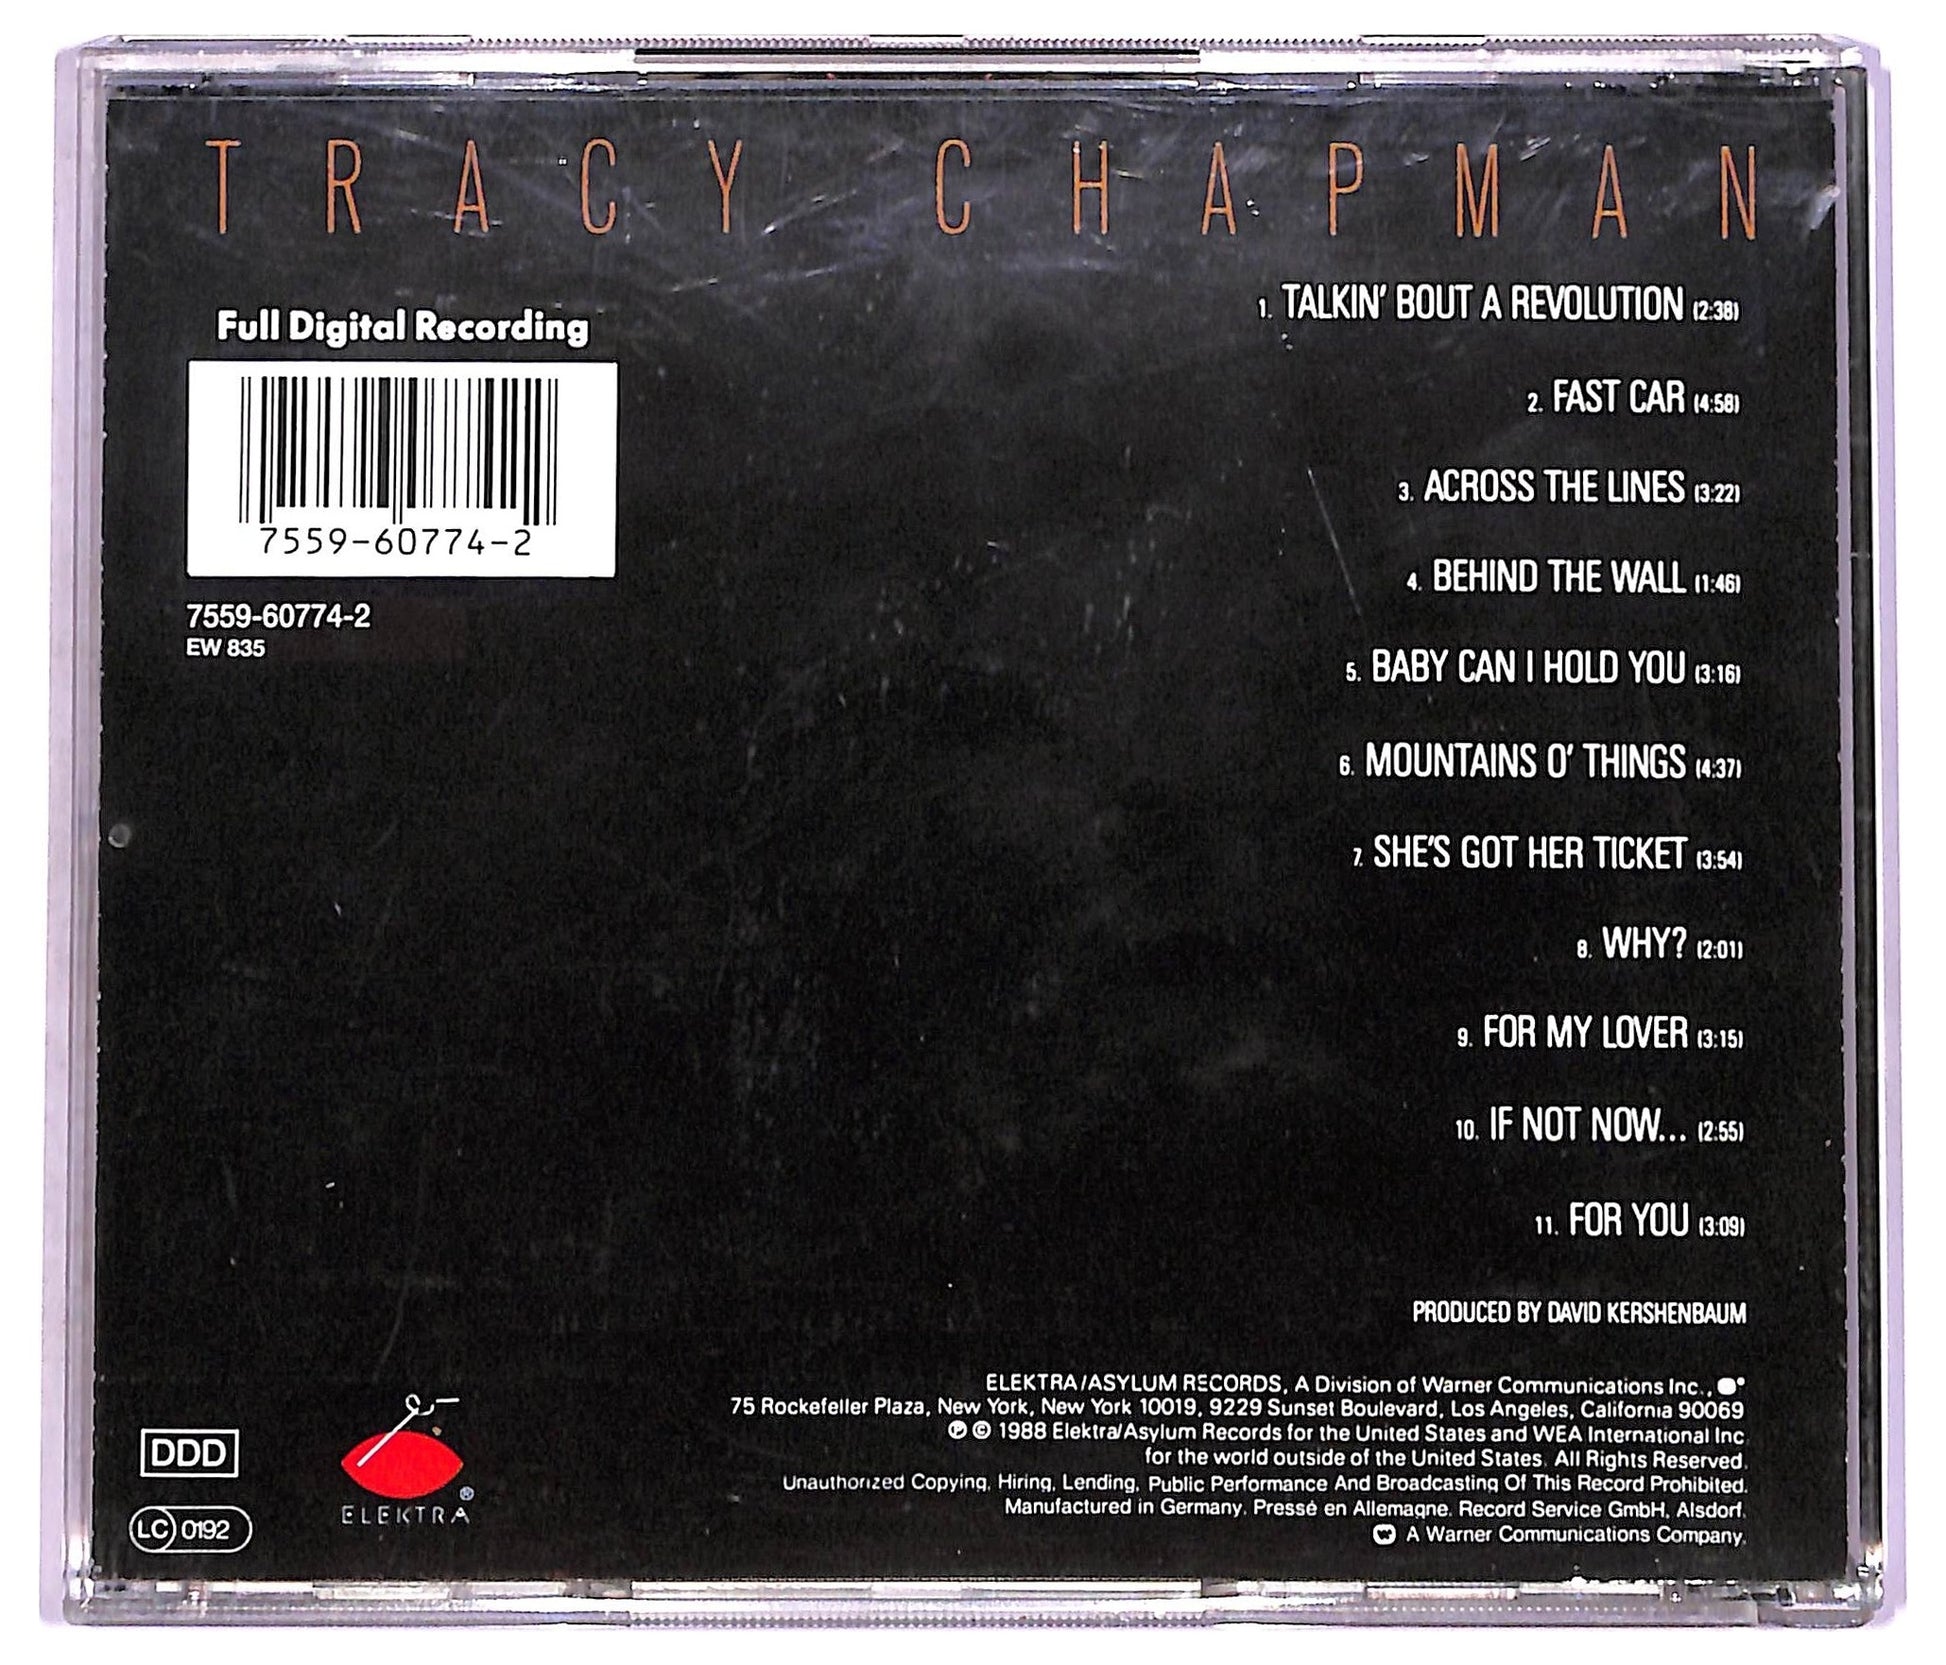 TRACY CHAPMAN
Full Digital Recording
7559-60774-2
7559-60774-2
EW 835
1. TALKIN' BOUT A REVOLUTION (2:38)
2. FAST CAR (4:58)
3. ACROSS THE LINES (3:22)
4. BEHIND THE WALL (1:46)
5. BABY CAN I HOLD YOU (3:16)
6. MOUNTAINS O' THINGS (4:37)
7. SHE'S GOT HER TICKET (3:54)
8. WHY? (2:01)
9. FOR MY LOVER (3:15)
10. IF NOT NOW... (2:55)
11. FOR YOU (3:09)
PRODUCED BY DAVID KERSHENBAUM
ELEKTRA/ASYLUM RECORDS, A Division of Warner Communications Inc.,
75 Rockefeller Plaza, New York, New York 10019, 9229 Sunset Boulevard, Los Angeles, California 90069
℗ © 1988 Elektra/Asylum Records for the United States and WEA International Inc
for the world outside of the United States. All Rights Reserved.
Unauthorized Copying, Hiring, Lending, Public Performance And Broadcasting Of This Record Prohibited.
Manufactured in Germany. Pressé en Allemagne. Record Service GmbH, Alsdorf.
A Warner Communications Company.
DDD
LC 0192
ELEKTRA ®